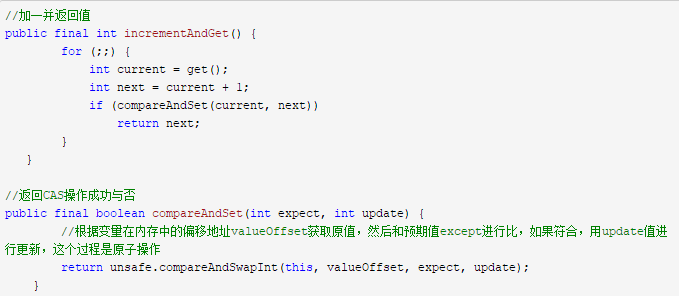 //加一并返回值
public final int incrementAndGet() {
        for (;;) {
            int current = get();
            int next = current + 1;
            if (compareAndSet(current, next))
                return next;
        }
   }
//返回CAS操作成功与否
public final boolean compareAndSet(int expect, int update) {
        //根据变量在内存中的偏移地址valueOffset获取原值，然后和预期值except进行比，如果符合，用update值进
行更新，这个过程是原子操作
        return unsafe.compareAndSwapInt(this, valueOffset, expect, update);
    }